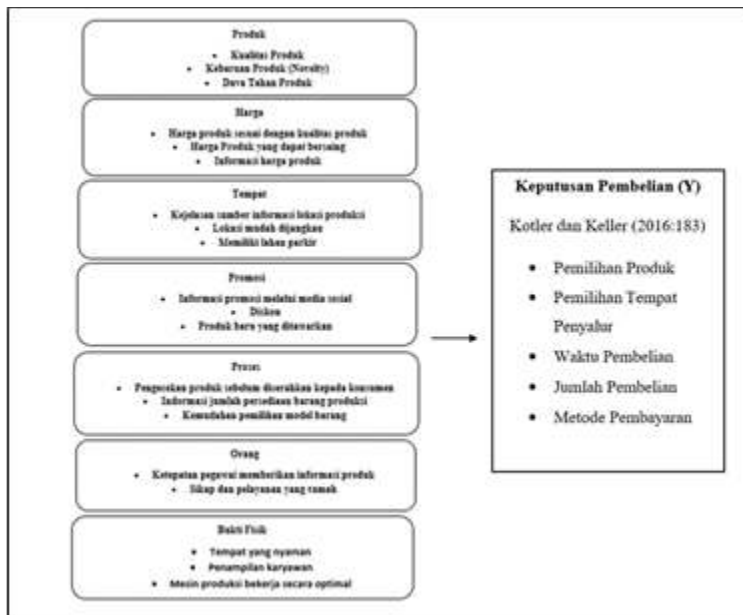 Produk
• Kualitas Produk
• Kebaruan Produk (Novelty)
• Daya Tahan Produk
Harga
• Harga produk sesuai dengan kualitas produk
• Harga Produk yang dapat bersaing
• Informasi harga produk
Tempat
• Kejelasan sumber informasi lokasi produksi
• Lokasi mudah dijangkau
• Memiliki lahan parkir
Promosi
• Informasi promosi melalui media sosial
• Diskon
• Produk baru yang ditawarkan
Proses
• Pengecekan produk sebelum diserahkan kepada konsumen
• Informasi jumlah persediaan barang produksi
• Kemudahan pemilihan model barang
Orang
• Ketepatan pegawai memberikan informasi produk
• Sikap dan pelayanan yang ramah
Bukti Fisik
• Tempat yang nyaman
• Penampilan karyawan
• Mesin produksi bekerja secara optimal
Keputusan Pembelian (Y)
Kotler dan Keller (2016:183)
• Pemilihan Produk
• Pemilihan Tempat
Penyalur
• Waktu Pembelian
• Jumlah Pembelian
• Metode Pembayaran